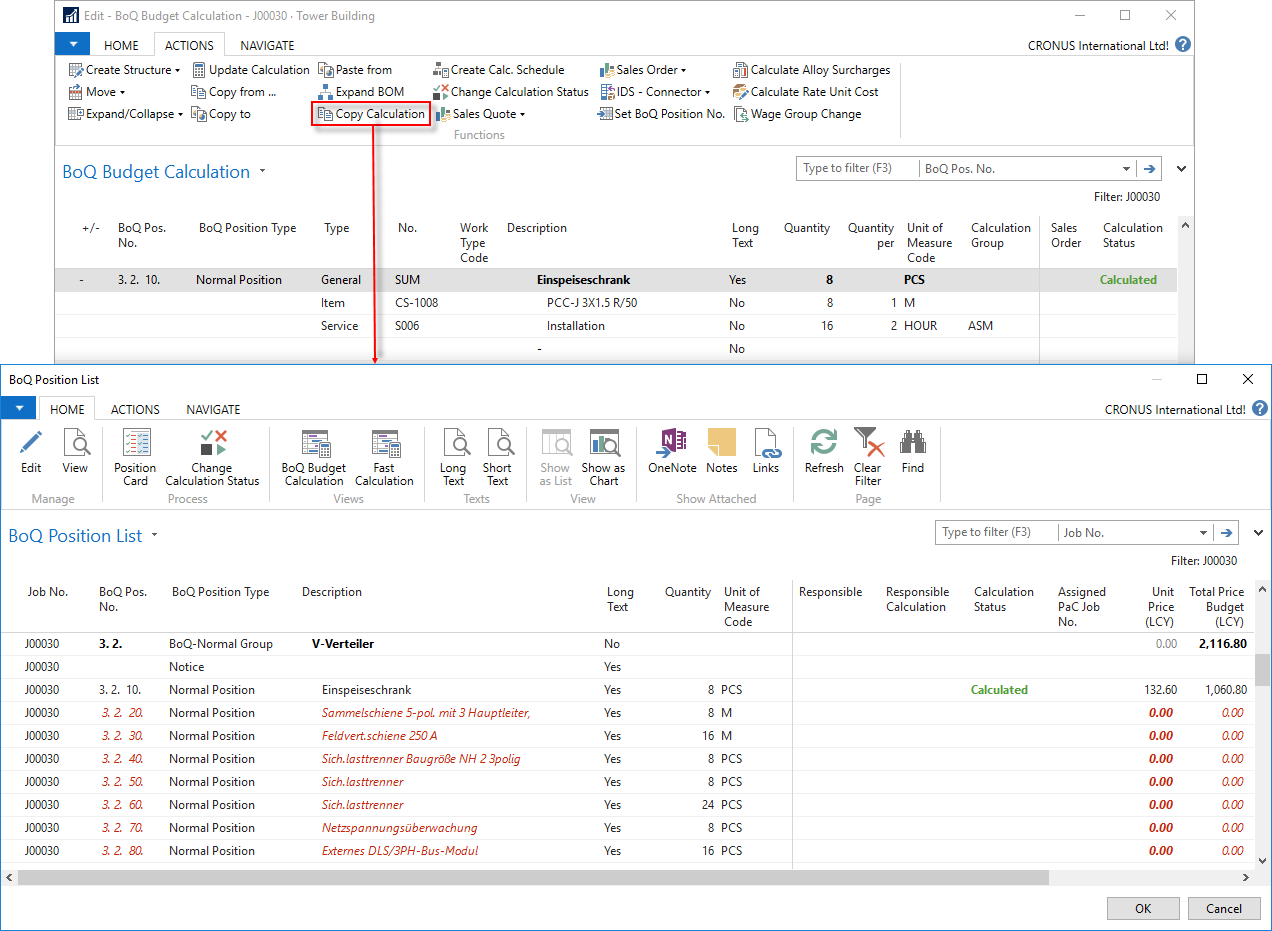 Edit - BoQ Budget Calculation - J00030 · Tower Building
HOME ACTIONS NAVIGATE CRONUS International Ltd! ?
Create Structure Update Calculation Paste from Create Calc. Schedule Sales Order Calculate Alloy Surcharges
Move Copy from ... Expand BOM Change Calculation Status IDS - Connector Calculate Rate Unit Cost
Expand/Collapse Copy to Copy Calculation Sales Quote Set BoQ Position No. Wage Group Change
Functions
BoQ Budget Calculation Type to filter (F3) BoQ Pos. No.
Filter: J00030
+/- BoQ Pos. BoQ Position Type Type No. Work Description Long Quantity Quantity Unit of Calculation Sales Calculation
No. Type Text per Measure Group Order Status
Code Code
- 3. 2. 10. Normal Position General SUM Einspeiseschrank Yes 8 PCS Calculated
Item CS-1008 PCC-J 3X1.5 R/50 No 8 1 M
Service S006 Installation No 16 2 HOUR ASM
- No
BoQ Position List
HOME ACTIONS NAVIGATE CRONUS International Ltd! ?
Edit View Position Change BoQ Budget Fast Long Short Show Show as OneNote Notes Links Refresh Clear Find
Card Calculation Status Calculation Calculation Text Text as List Chart Filter
Manage Process Views Texts View Show Attached Page
BoQ Position List Type to filter (F3) Job No.
Filter: J00030
Job No. BoQ Pos. BoQ Position Type Description Long Quantity Unit of Responsible Responsible Calculation Assigned Unit Total Price
No. Text Measure Calculation Status PaC Job Price Budget
Code No. (LCY) (LCY)
J00030 3. 2. BoQ-Normal Group V-Verteiler No 0.00 2,116.80
J00030 Notice Yes
J00030 3. 2. 10. Normal Position Einspeiseschrank Yes 8 PCS Calculated 132.60 1,060.80
J00030 3. 2. 20. Normal Position Sammelschiene 5-pol. mit 3 Hauptleiter, Yes 8 M 0.00 0.00
J00030 3. 2. 30. Normal Position Feldvert.schiene 250 A Yes 16 M 0.00 0.00
J00030 3. 2. 40. Normal Position Sich.lasttrenner Baugröße NH 2 3polig Yes 8 PCS 0.00 0.00
J00030 3. 2. 50. Normal Position Sich.lasttrenner Yes 8 PCS 0.00 0.00
J00030 3. 2. 60. Normal Position Sich.lasttrenner Yes 24 PCS 0.00 0.00
J00030 3. 2. 70. Normal Position Netzspannungsüberwachung Yes 8 PCS 0.00 0.00
J00030 3. 2. 80. Normal Position Externes DLS/3PH-Bus-Modul Yes 16 PCS 0.00 0.00
OK Cancel